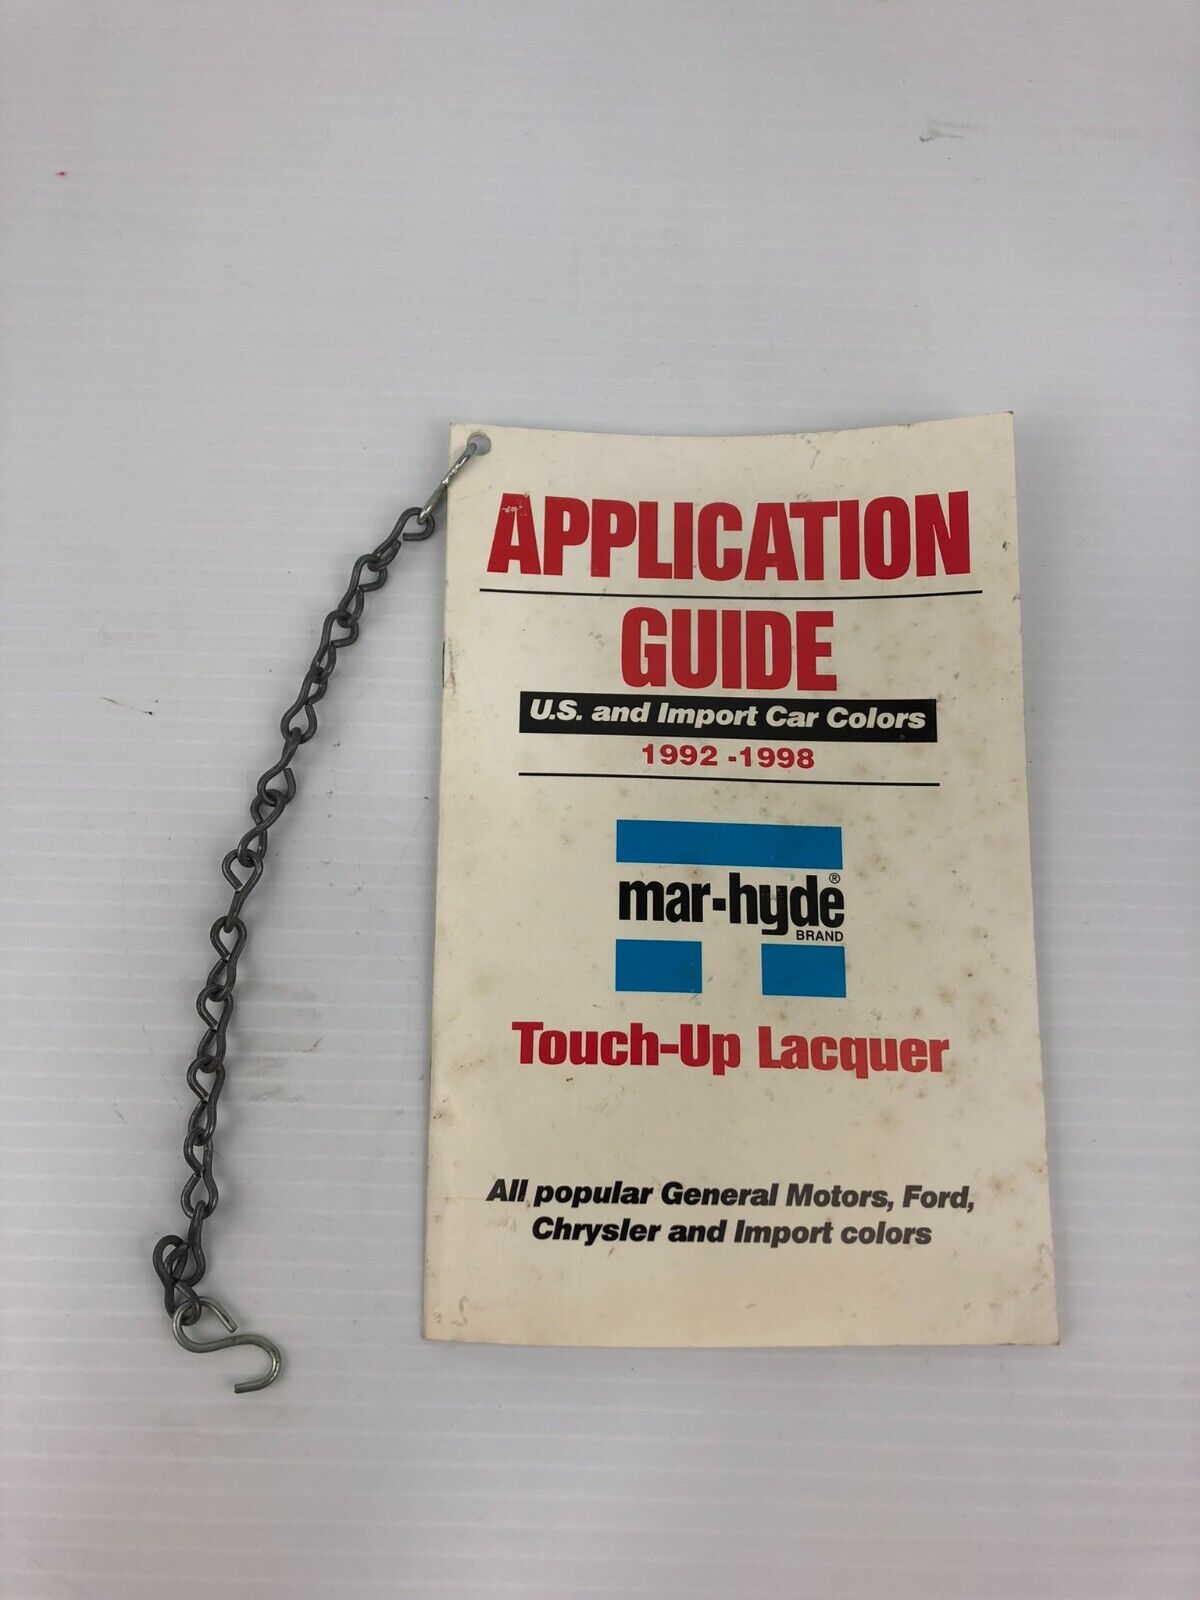 APPLICATION
GUIDE
U.S. and Import Car Colors
1992 -1998
mar-hyde®
BRAND
Touch-Up Lacquer
All popular General Motors, Ford,
Chrysler and Import colors